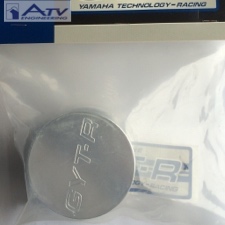 ATV
ENGINEERING
YAMAHA TECHNOLOGY-RACING
GYT-R